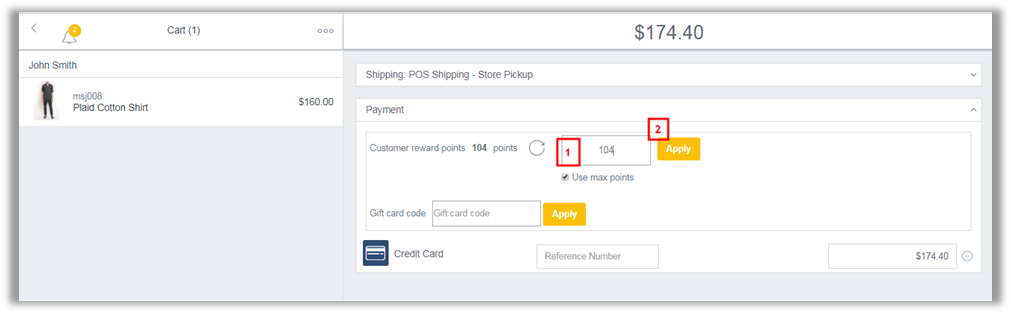 2
Cart (1)
$174.40
John Smith
msj008
Plaid Cotton Shirt
$160.00
Shipping: POS Shipping - Store Pickup
Payment
Customer reward points 104 points
1
104
2
Apply
Use max points
Gift card code
Gift card code
Apply
Credit Card
Reference Number
$174.40